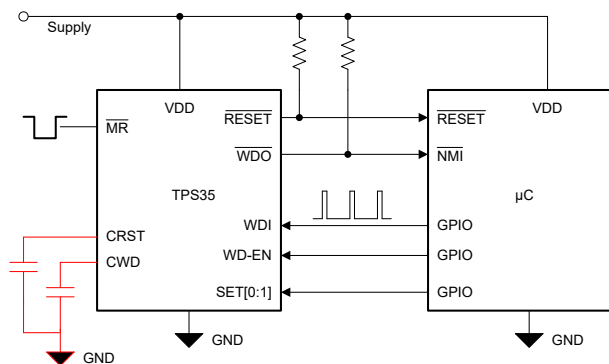 Supply
VDD
VDD
MR
RESET
RESET
WDO
NMI
TPS35
µC
WDI
GPIO
CRST
WD-EN
GPIO
CWD
SET[0:1]
GPIO
GND
GND
GND